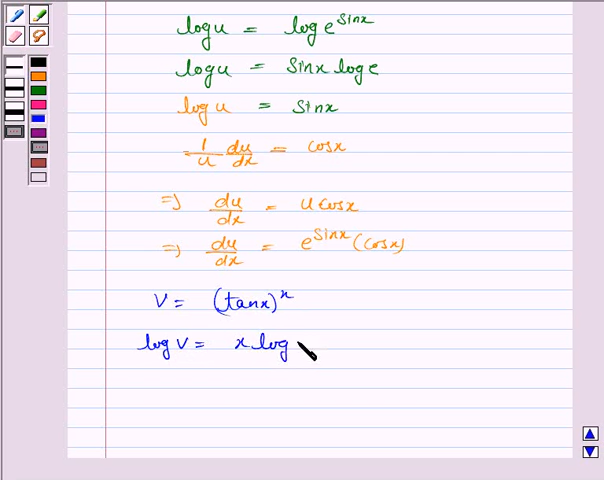 log u = log e^sinx
log u = sinx log e
log u = sinx
= 1/u du/dx = cosx
=> du/dx = u cosx
=> du/dx = e^sinx (cosx)
V = (tanx)^x
log V = x log